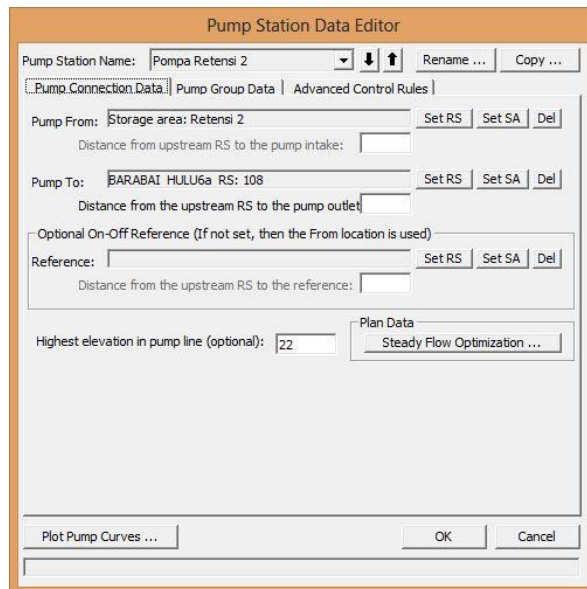 Pump Station Data Editor
Pump Station Name: Pompa Retensi 2 Rename ... Copy ...
Pump Connection Data Pump Group Data Advanced Control Rules
Pump From: Storage area: Retensi 2 Set RS Set SA Del
Distance from upstream RS to the pump intake:
Pump To: BARABAI HULU6a RS: 108 Set RS Set SA Del
Distance from the upstream RS to the pump outlet
Optional On-Off Reference (If not set, then the From location is used)
Reference: Set RS Set SA Del
Distance from the upstream RS to the reference:
Plan Data
Highest elevation in pump line (optional): 22 Steady Flow Optimization ...
Plot Pump Curves ... OK Cancel